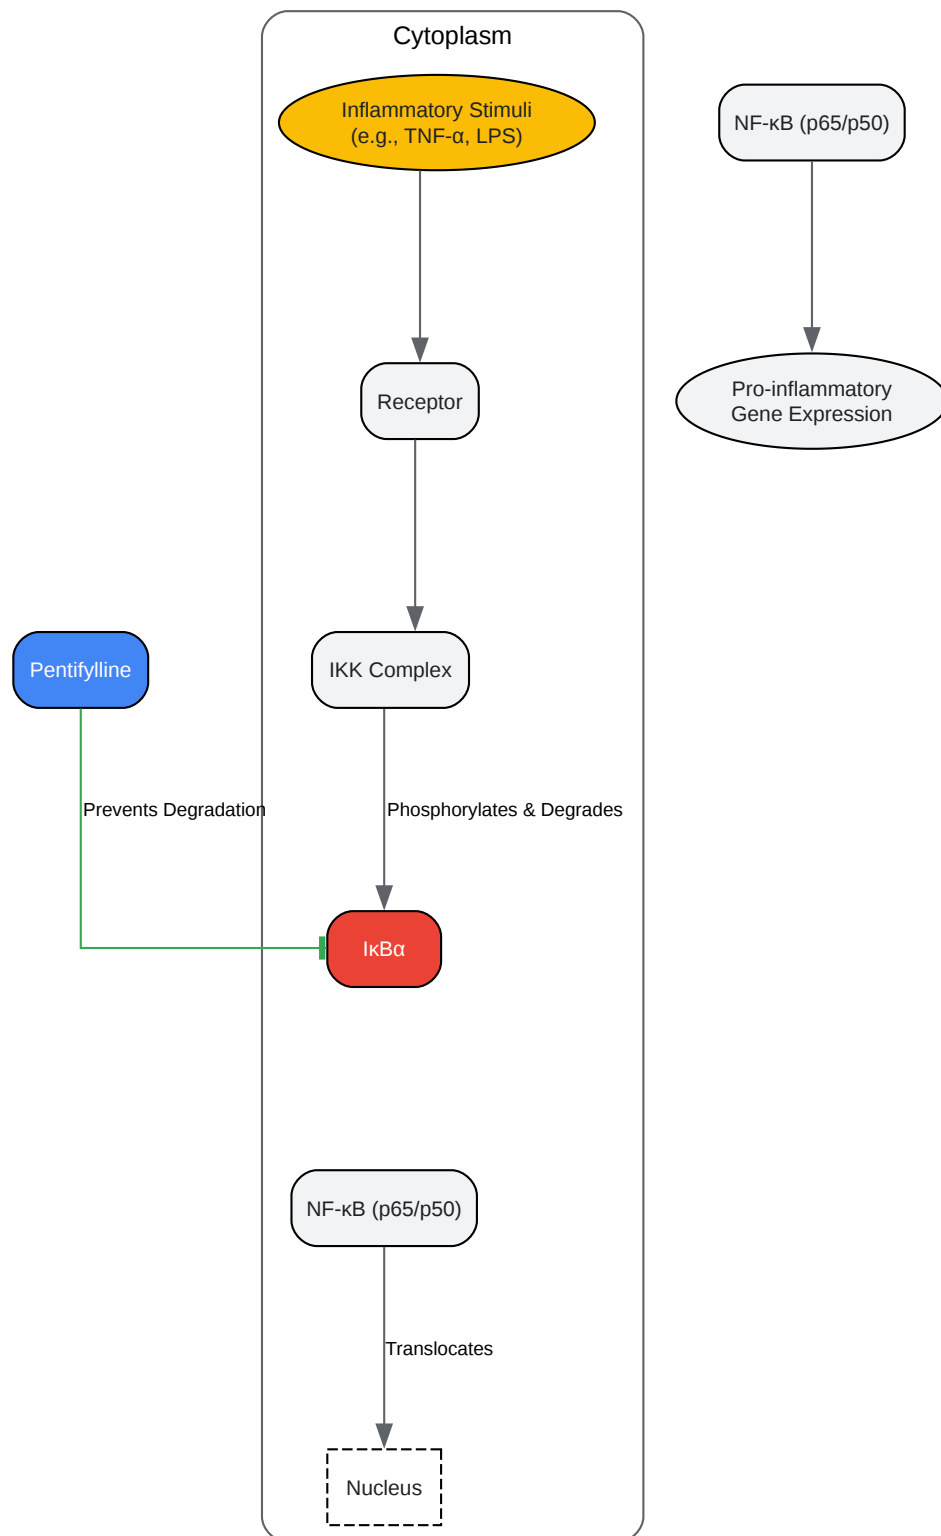 Cytoplasm
Inflammatory Stimuli
(e.g., TNF-α, LPS)
NF-κB (p65/p50)
Receptor
Pro-inflammatory
Gene Expression
Pentifylline
IKK Complex
Prevents Degradation
Phosphorylates & Degrades
IκBα
NF-κB (p65/p50)
Translocates
Nucleus